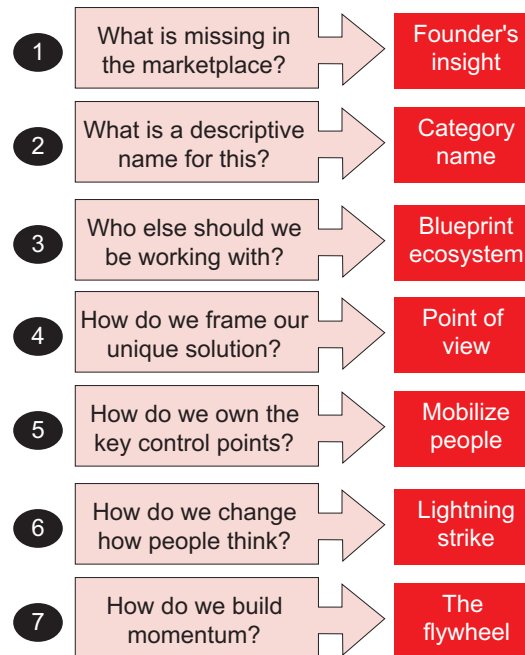 1
What is missing in
the marketplace?
Founder's
insight
2
What is a descriptive
name for this?
Category
name
3
Who else should we
be working with?
Blueprint
ecosystem
4
How do we frame our
unique solution?
Point of
view
5
How do we own the
key control points?
Mobilize
people
6
How do we change
how people think?
Lightning
strike
7
How do we build
momentum?
The
flywheel